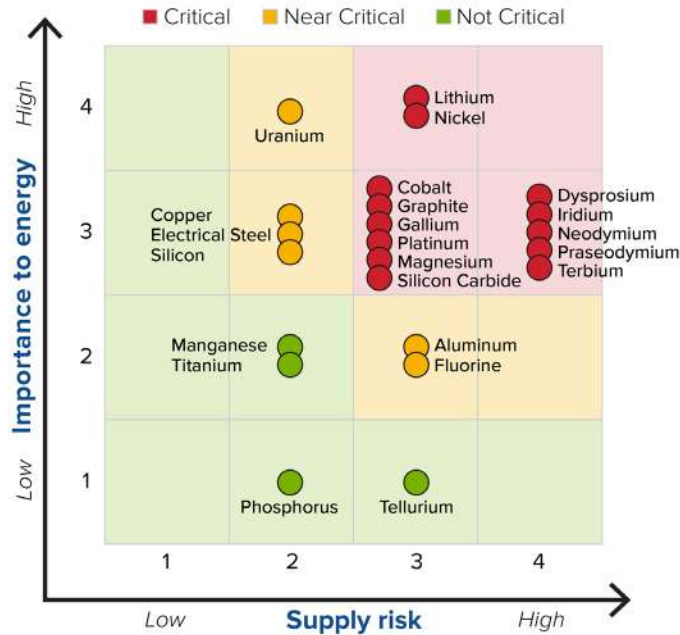 Critical Near Critical Not Critical
High
Importance to energy
Low
4
3
2
1
Uranium
Lithium
Nickel
Copper
Electrical Steel
Silicon
Cobalt
Graphite
Gallium
Platinum
Magnesium
Silicon Carbide
Dysprosium
Iridium
Neodymium
Praseodymium
Terbium
Manganese
Titanium
Aluminum
Fluorine
Phosphorus
Tellurium
1 2 3 4
Low Supply risk High